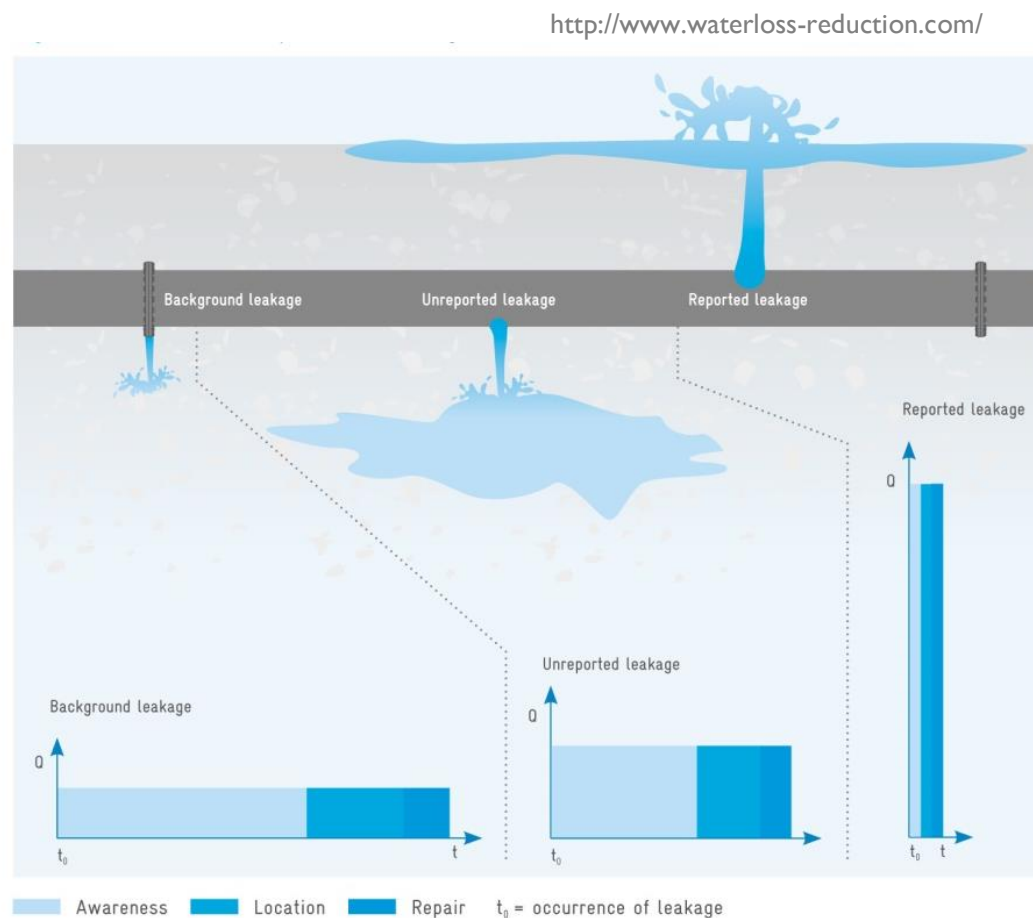 http://www.waterloss-reduction.com/
Background leakage
Unreported leakage
Reported leakage
Reported leakage
Q
t₀ t
Unreported leakage
Q
t₀
Background leakage
Q
t₀ t
Awareness Location Repair t₀ = occurrence of leakage